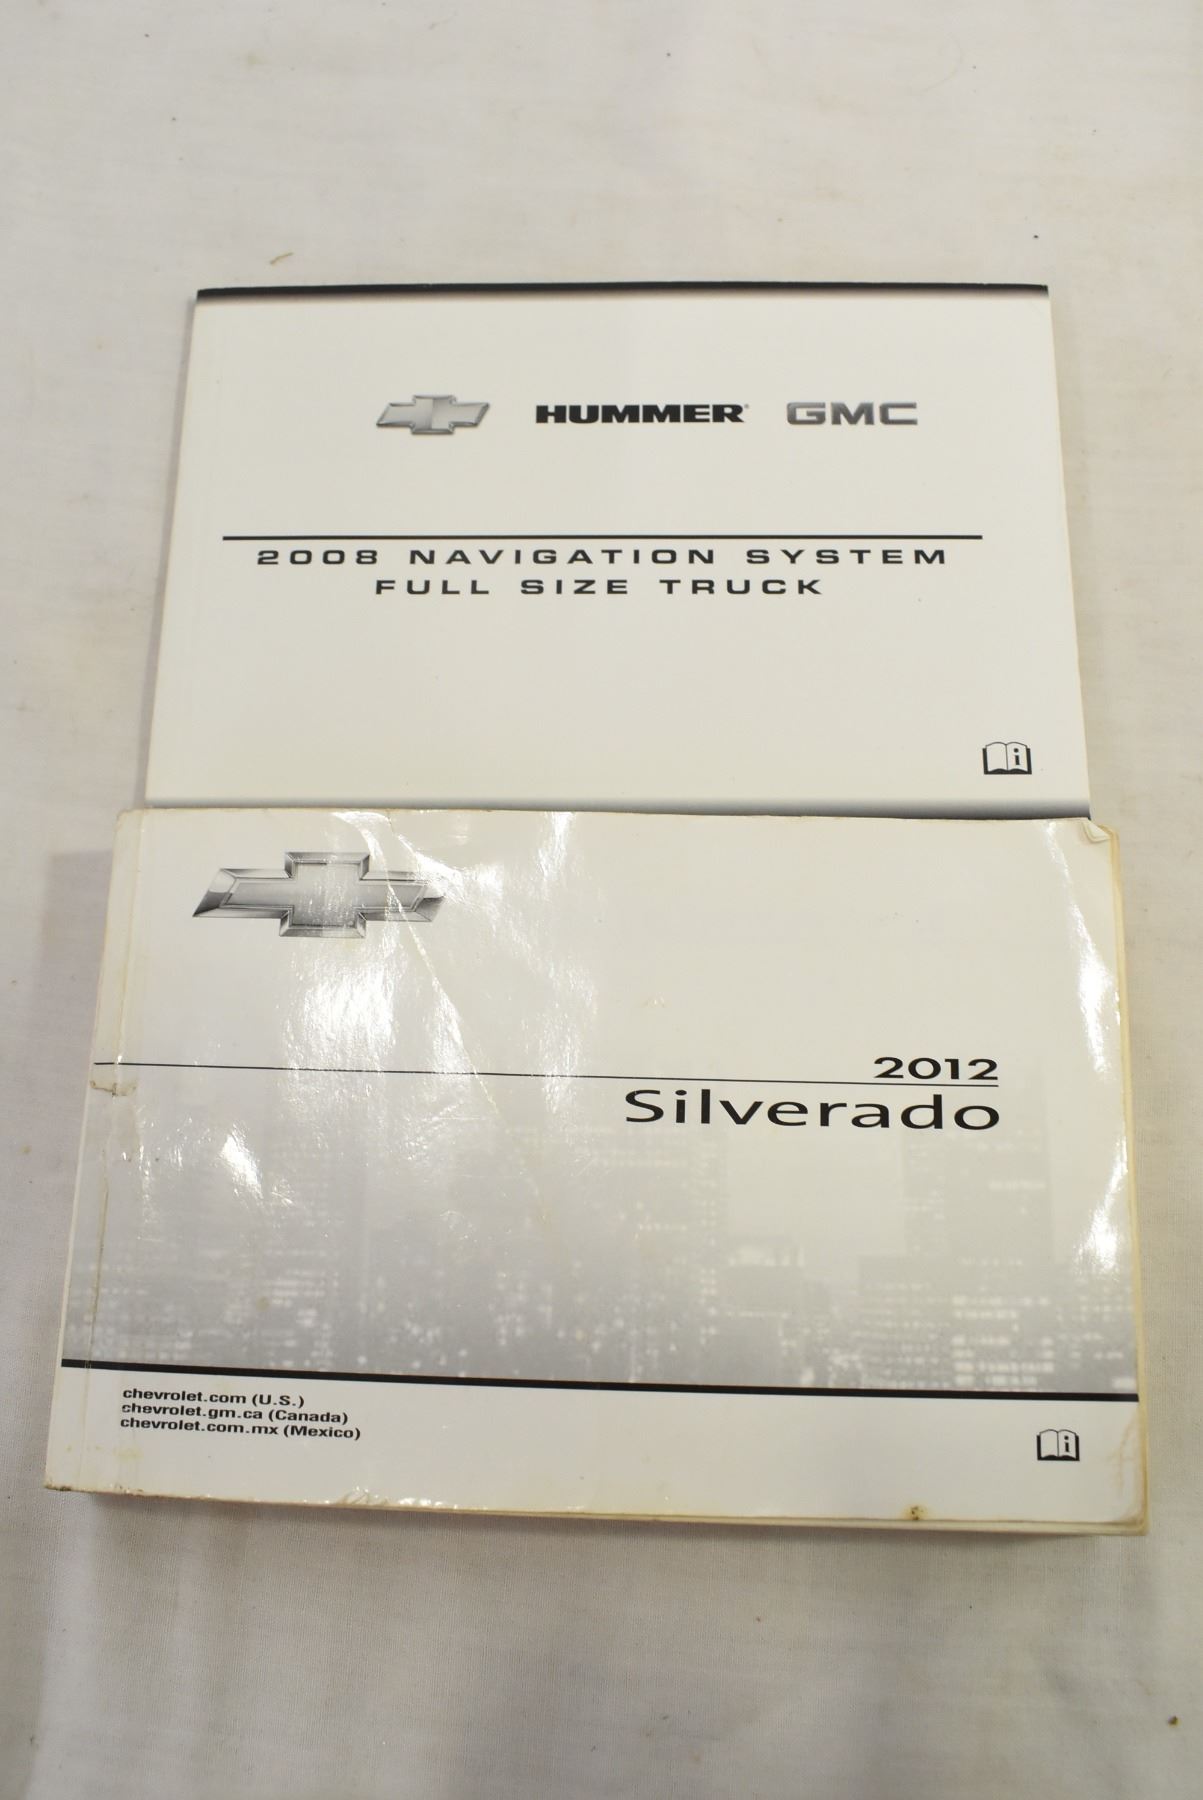 HUMMER® GMC
2008 NAVIGATION SYSTEM
FULL SIZE TRUCK
i
2012
Silverado
chevrolet.com (U.S.)
chevrolet.gm.ca (Canada)
chevrolet.com.mx (Mexico)
i